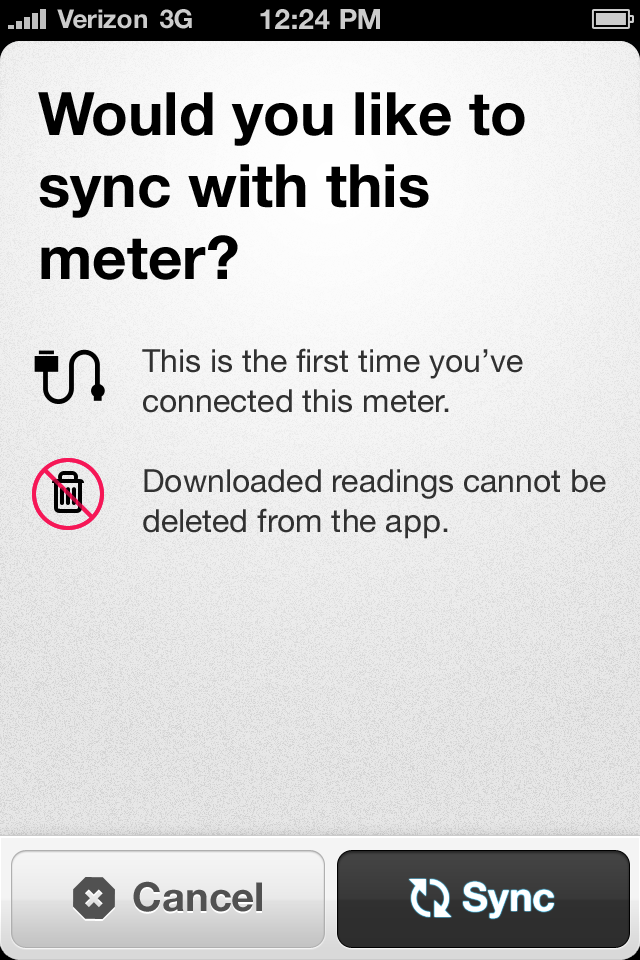 Verizon 3G 12:24 PM
Would you like to
sync with this
meter?
This is the first time you’ve
connected this meter.
Downloaded readings cannot be
deleted from the app.
Cancel Sync